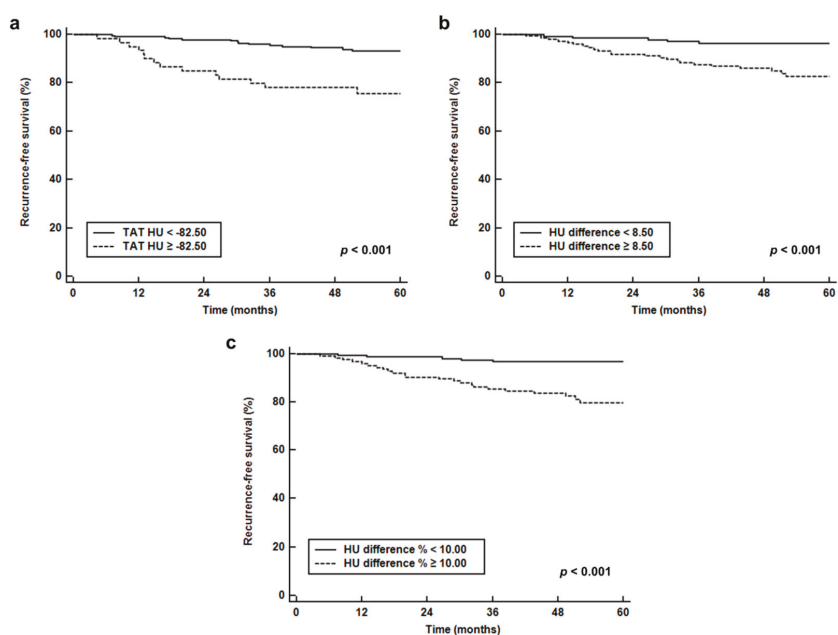 a
Recurrence-free survival (%)
100
80
60
40
20
0
TAT HU < -82.50
TAT HU ≥ -82.50
p < 0.001
0 12 24 36 48 60
Time (months)
b
Recurrence-free survival (%)
100
80
60
40
20
0
HU difference < 8.50
HU difference ≥ 8.50
p < 0.001
0 12 24 36 48 60
Time (months)
c
Recurrence-free survival (%)
100
80
60
40
20
0
HU difference % < 10.00
HU difference % ≥ 10.00
p < 0.001
0 12 24 36 48 60
Time (months)